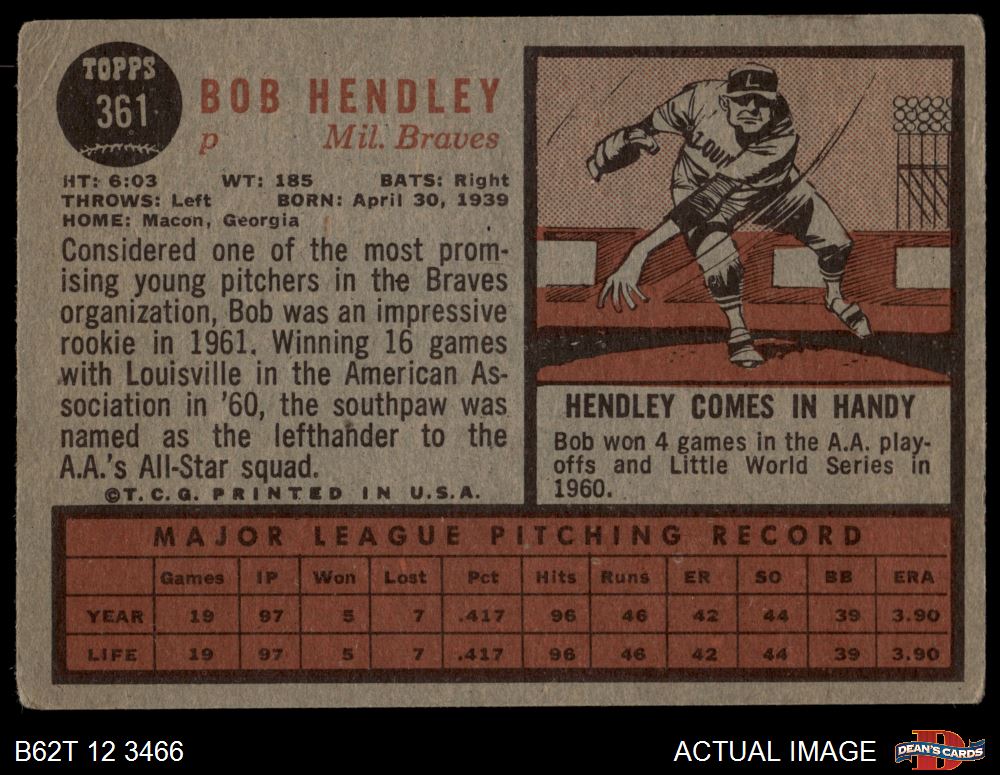 TOPPS
361
BOB HENDLEY
p Mil. Braves
HT: 6:03 WT: 185 BATS: Right
THROWS: Left BORN: April 30, 1939
HOME: Macon, Georgia
Considered one of the most prom-
ising young pitchers in the Braves
organization, Bob was an impressive
rookie in 1961. Winning 16 games
with Louisville in the American As-
sociation in '60, the southpaw was
named as the lefthander to the
A.A.'s All-Star squad.
©T.C.G. PRINTED IN U.S.A.
L
LOUI
HENDLEY COMES IN HANDY
Bob won 4 games in the A.A. play-
offs and Little World Series in
1960.
MAJOR LEAGUE PITCHING RECORD
Games IP Won Lost Pct Hits Runs ER SO BB ERA
YEAR 19 97 5 7 .417 96 46 42 44 39 3.90
LIFE 19 97 5 7 .417 96 46 42 44 39 3.90
B62T 12 3466
ACTUAL IMAGE
D
DEAN'S CARDS